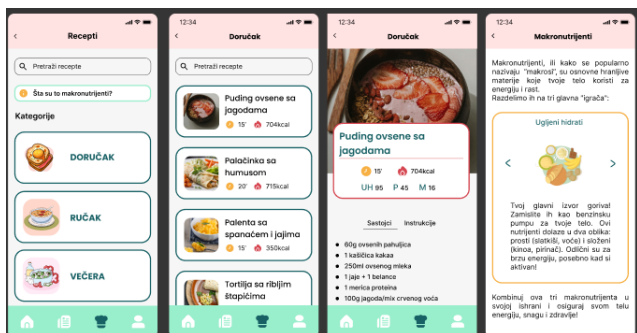 Recepti
Pretraži recepte
Šta su to makronutrijenti?
Kategorije
DORUČAK
RUČAK
VEČERA
12:34
Doručak
Pretraži recepte
Puding ovsene sa
jagodama
15' 704kcal
Palačinka sa
humusom
20' 715kcal
Palenta sa
spanaćem i jajima
15' 350kcal
Tortilja sa ribljim
štapićima
12:34
Doručak
Puding ovsene sa
jagodama
15' 704kcal
UH 95 P 45 M 16
Sastojci Instrukcije
60g ovsenih pahuljica
1 kašičica kakaa
250ml ovsenog mleka
1 jaje + 1 belance
1 merica proteina
100g jagoda/mix crvenog voća
12:34
Makronutrijenti
Makronutrijenti, ili kako se popularno
nazivaju "makrosi", su osnovne hranljive
materije koje tvoje telo koristi za
energiju i rast.
Razdelimo ih na tri glavna "igrača":
Ugljeni hidrati
Tvoj glavni izvor goriva!
Zamislite ih kao benzinsku
pumpu za tvoje telo. Ovi
nutrijenti dolaze u dva oblika:
prosti (slatkiši, voće) i složeni
(kinoa, pirinač). Odlični su za
brzu energiju, posebno kad si
aktivan!
Kombinuj ova tri makronutrijenta u
svojoj ishrani i osiguraj svom telu
energiju, snagu i zdravlje!